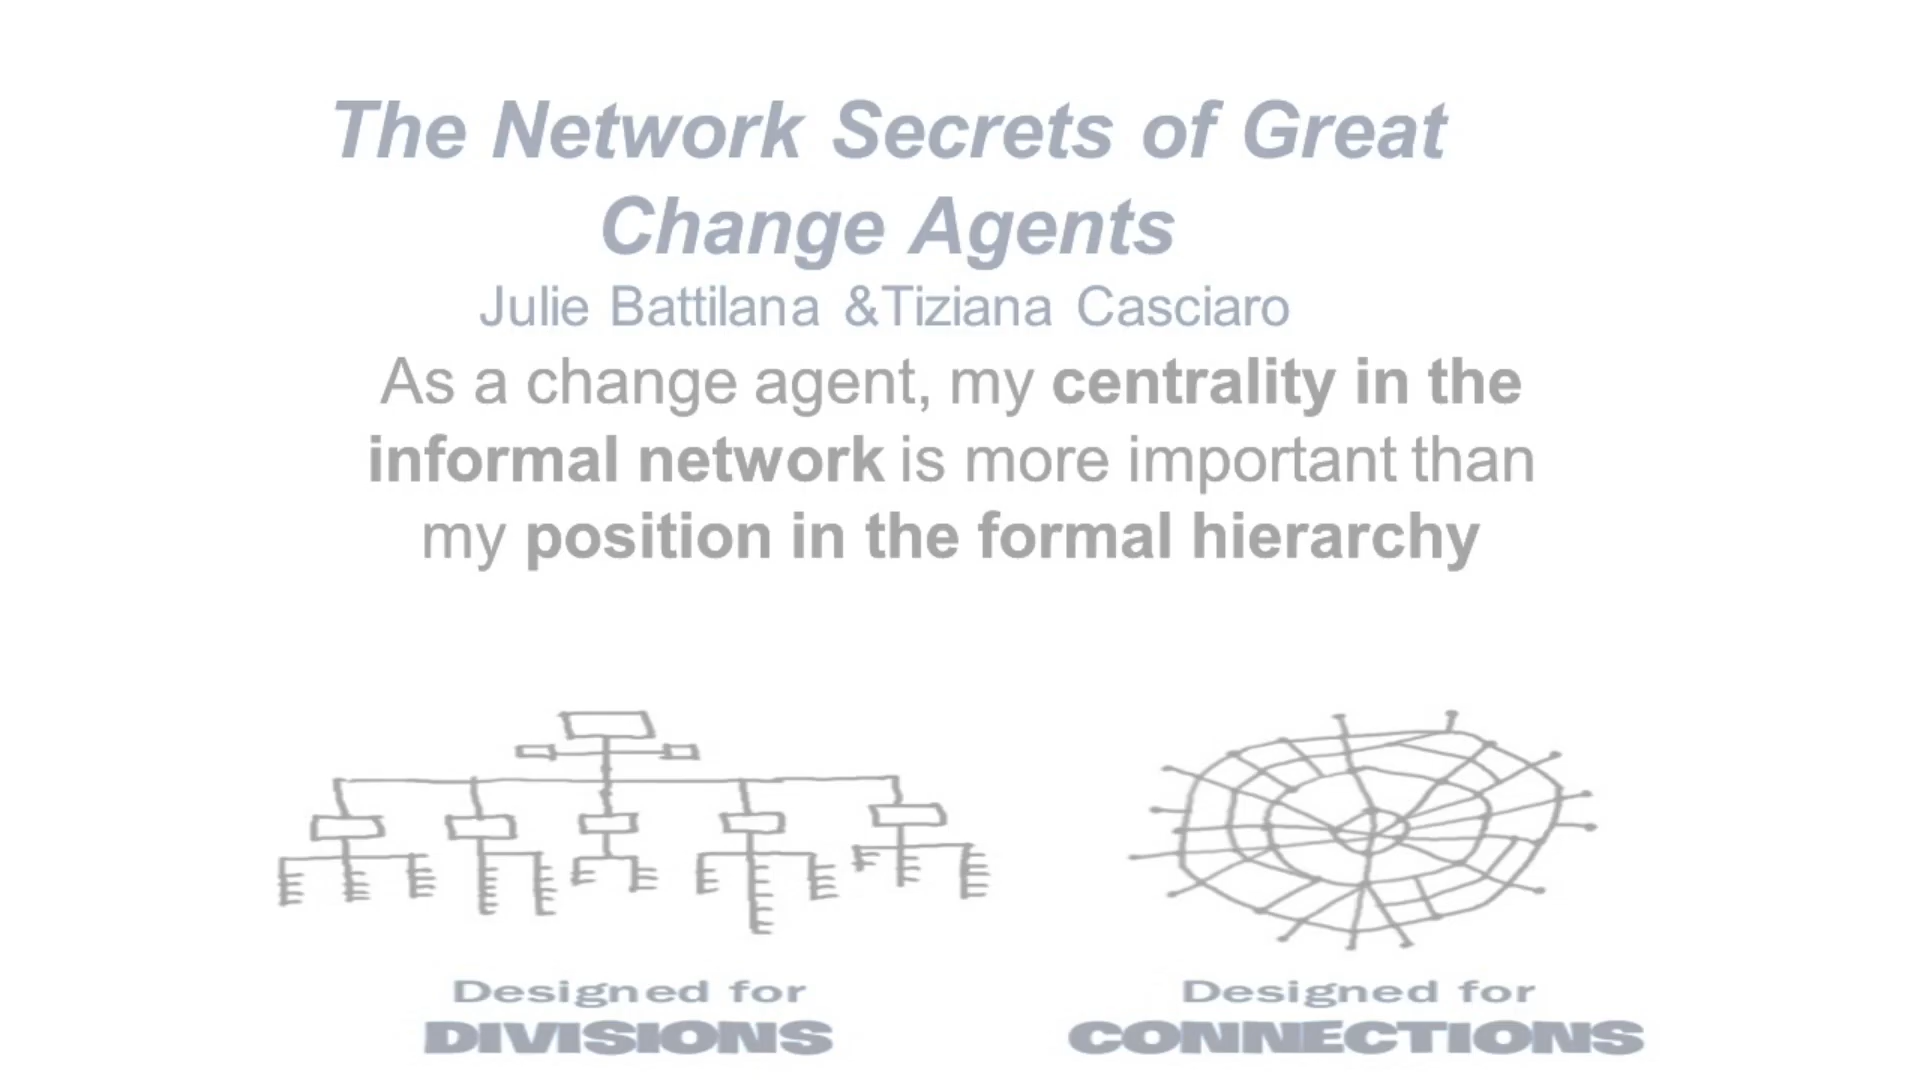 The Network Secrets of Great
Change Agents
Julie Battilana &Tiziana Casciaro
As a change agent, my centrality in the
informal network is more important than
my position in the formal hierarchy
Designed for
DIVISIONS
Designed for
CONNECTIONS